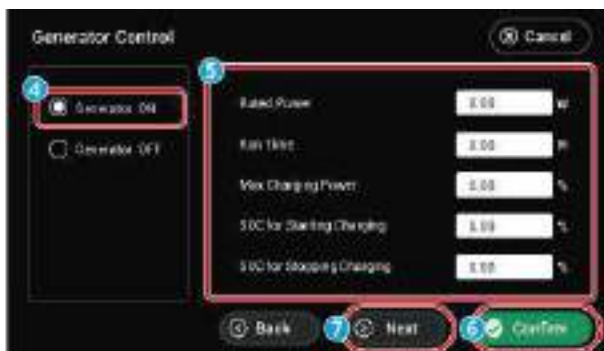 Generator Control
Cancel
4
5
Generator ON
Generator OFF
Rated Power
0.00 W
Run Time
0.00 H
Max Charging Power
0.00 %
SOC for Starting Charging
0.00 %
SOC for Stopping Charging
0.00 %
Back
7
Next
6
Confirm